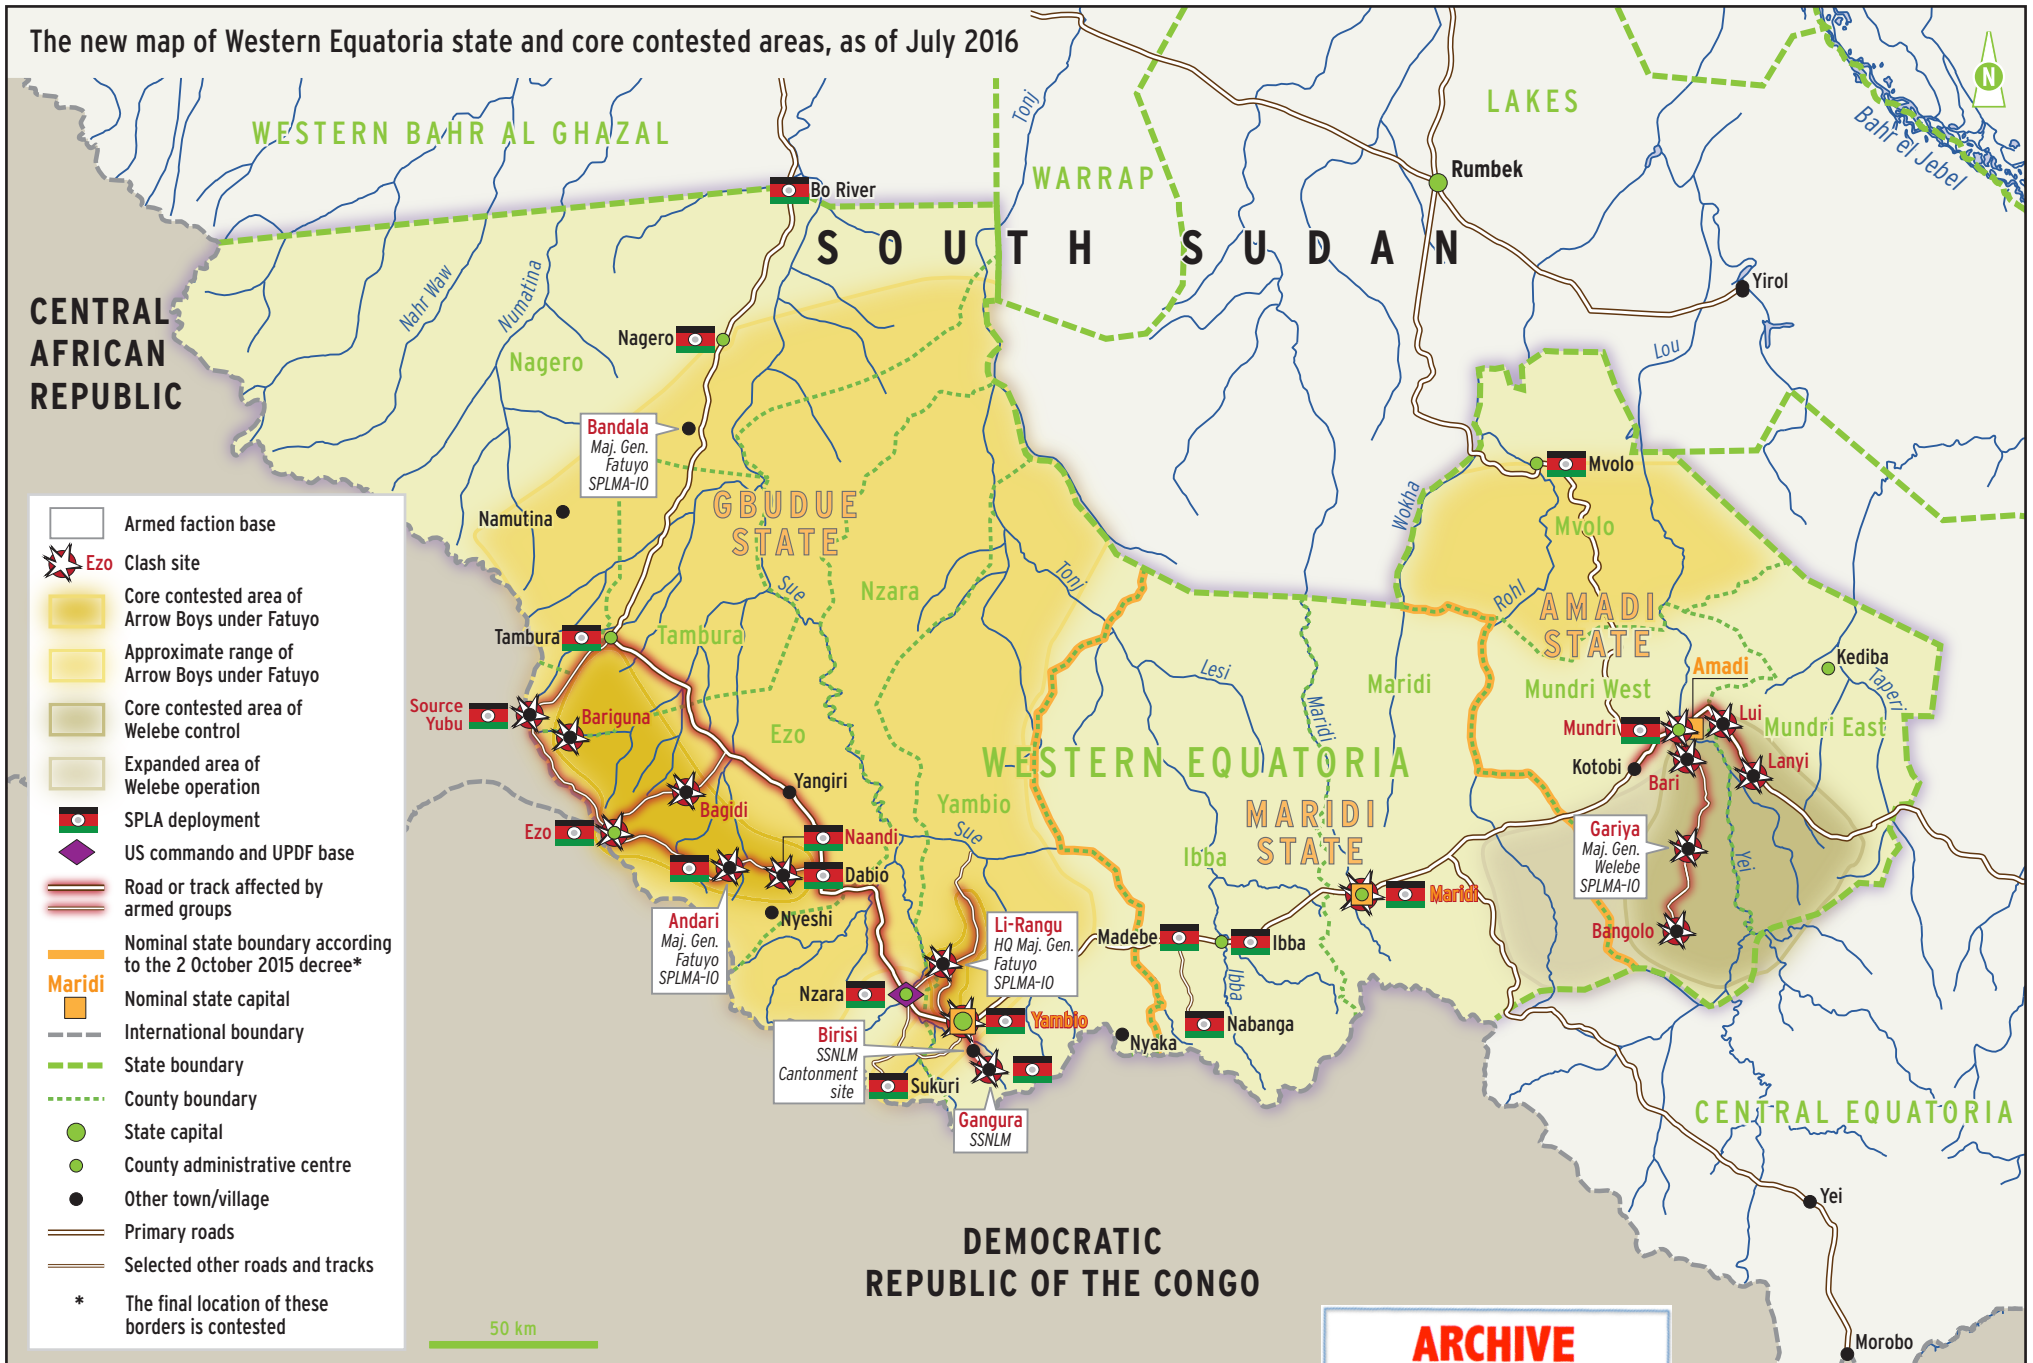 The new map of Western Equatoria state and core contested areas, as of July 2016
N
WESTERN BAHR AL GHAZAL
Tonj
WARRAP
LAKES
Bahr el Jebel
Rumbek
Bo River
SOUTH SUDAN
Yirol
CENTRAL
AFRICAN
REPUBLIC
Nahr Waw
Numatina
Nagero
Nagero
Lou
Bandala
Maj. Gen.
Fatuyo
SPLMA-IO
Namutina
GBUDUE
STATE
Wokha
Mvolo
Mvolo
Sue
Nzara
Tonj
Rohl
AMADI
STATE
Tambura
Tambura
Lesi
Maridi
Maridi
Mundri West
Amadi
Kediba
Taperi
Source
Yubu
Bariguna
Ezo
Mundri
Lui
Mundri East
WESTERN EQUATORIA
Kotobi
Bari
Lanyi
Yangiri
Bagidi
Yambio
MARIDI
STATE
Ezo
Naandi
Sue
Ibba
Gariya
Maj. Gen.
Welebe
SPLMA-IO
Yei
Dabio
Maridi
Nyeshi
Andari
Maj. Gen.
Fatuyo
SPLMA-IO
Li-Rangu
HQ Maj. Gen.
Fatuyo
SPLMA-IO
Madebe
Ibba
Bangolo
Ibba
Nzara
Yambio
Nabanga
Nyaka
Birisi
SSNLM
Cantonment
site
Sukuri
Gangura
SSNLM
CENTRAL EQUATORIA
Yei
DEMOCRATIC
REPUBLIC OF THE CONGO
Morobo
Armed faction base
Ezo Clash site
Core contested area of
Arrow Boys under Fatuyo
Approximate range of
Arrow Boys under Fatuyo
Core contested area of
Welebe control
Expanded area of
Welebe operation
SPLA deployment
US commando and UPDF base
Road or track affected by
armed groups
Nominal state boundary according
to the 2 October 2015 decree*
Maridi
Nominal state capital
International boundary
State boundary
County boundary
State capital
County administrative centre
Other town/village
Primary roads
Selected other roads and tracks
* The final location of these
borders is contested
50 km
ARCHIVE